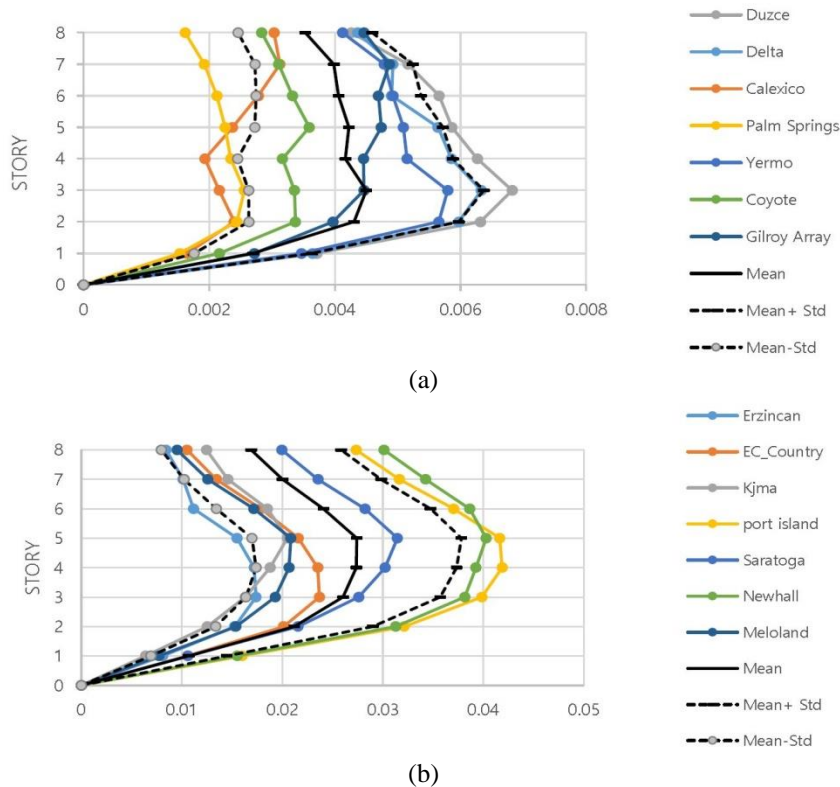 8
7
6
5
4
3
2
1
0
STORY
0
0.002
0.004
0.006
0.008
Duzce
Delta
Calexico
Palm Springs
Yermo
Coyote
Gilroy Array
Mean
Mean+ Std
Mean-Std
(a)
8
7
6
5
4
3
2
1
0
STORY
0
0.01
0.02
0.03
0.04
0.05
Erzincan
EC_Country
Kjma
port island
Saratoga
Newhall
Meloland
Mean
Mean+ Std
Mean-Std
(b)